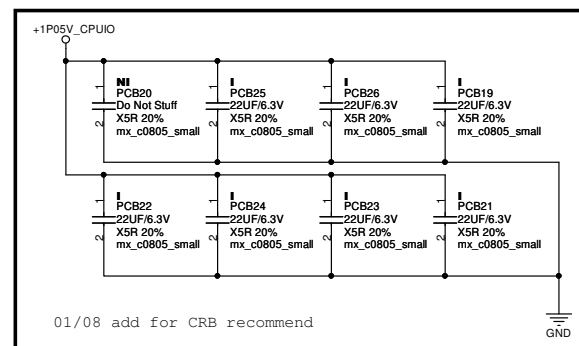 +1P05V_CPUIO
NI
PCB20
Do Not Stuff
X5R 20%
mx_c0805_small
1
2
I
PCB25
22UF/6.3V
X5R 20%
mx_c0805_small
1
2
I
PCB26
22UF/6.3V
X5R 20%
mx_c0805_small
1
2
I
PCB19
22UF/6.3V
X5R 20%
mx_c0805_small
1
2
I
PCB22
22UF/6.3V
X5R 20%
mx_c0805_small
1
2
I
PCB24
22UF/6.3V
X5R 20%
mx_c0805_small
1
2
I
PCB23
22UF/6.3V
X5R 20%
mx_c0805_small
1
2
I
PCB21
22UF/6.3V
X5R 20%
mx_c0805_small
1
2
01/08 add for CRB recommend
GND